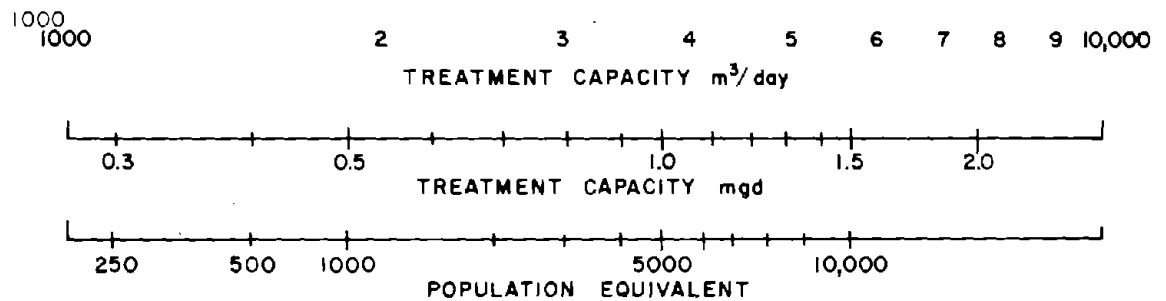 1000
1000 2 3 4 5 6 7 8 9 10,000
TREATMENT CAPACITY m³/day
0.3 0.5 1.0 1.5 2.0
TREATMENT CAPACITY mgd
250 500 1000 5000 10,000
POPULATION EQUIVALENT